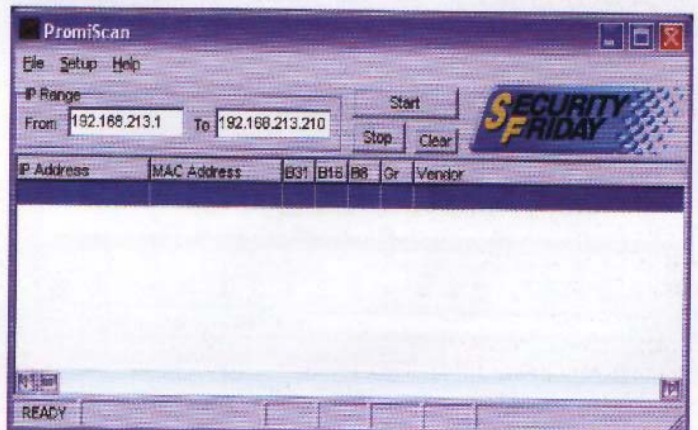 PromiScan
File Setup Help
IP Range
From 192.168.213.1 To 192.168.213.210
Start
Stop Clear
SECURITY FRIDAY
IP Address MAC Address B31 B16 B8 Gr Vendor
READY